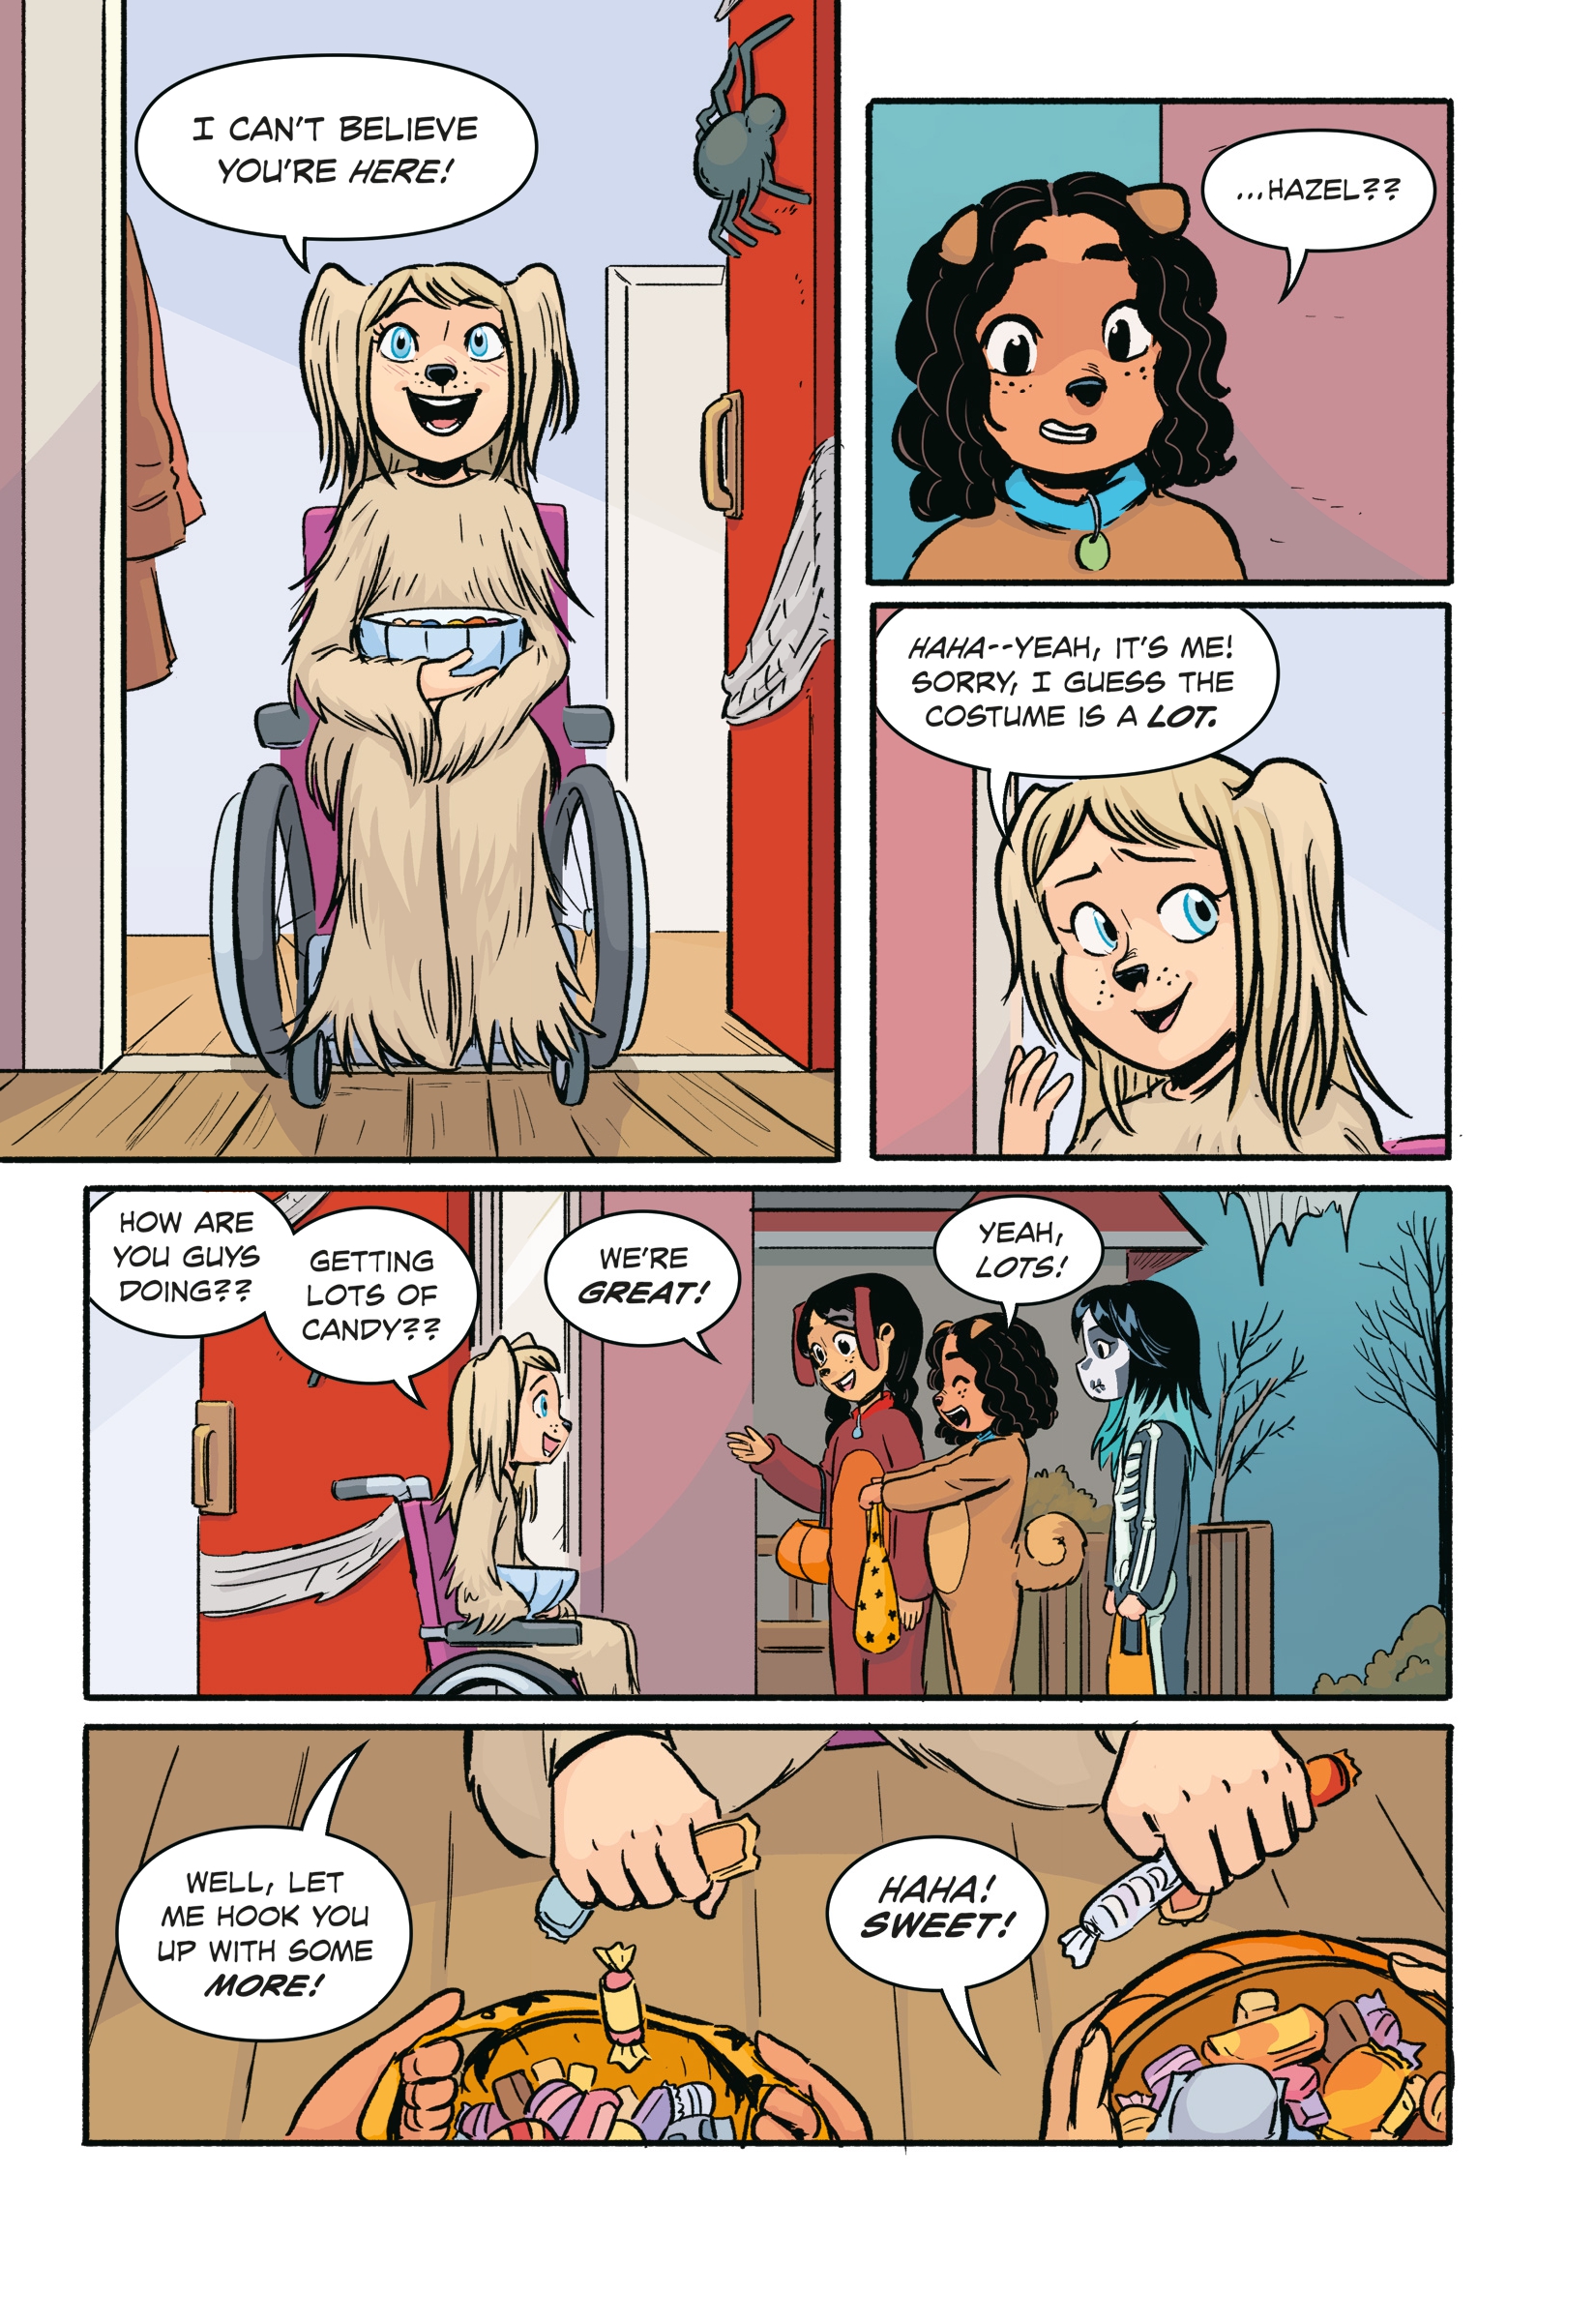 I CAN'T BELIEVE
YOU'RE HERE!
...HAZEL??
HAHA--YEAH, IT'S ME!
SORRY, I GUESS THE
COSTUME IS A LOT.
HOW ARE
YOU GUYS
DOING??
GETTING
LOTS OF
CANDY??
WE'RE
GREAT!
YEAH,
LOTS!
WELL, LET
ME HOOK YOU
UP WITH SOME
MORE!
HAHA!
SWEET!